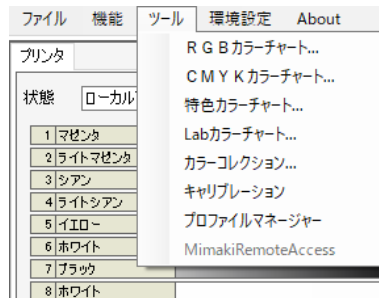 ファイル 機能 ツール 環境設定 About
プリンタ
RGBカラーチャート...
CMYKカラーチャート...
状態 ローカル
特色カラーチャート...
1 マゼンタ
Labカラーチャート...
2 ライトマゼンタ
カラーコレクション...
3 シアン
キャリブレーション
4 ライトシアン
プロファイルマネージャー
5 イエロー
MimakiRemoteAccess
6 ホワイト
7 ブラック
8 ホワイト